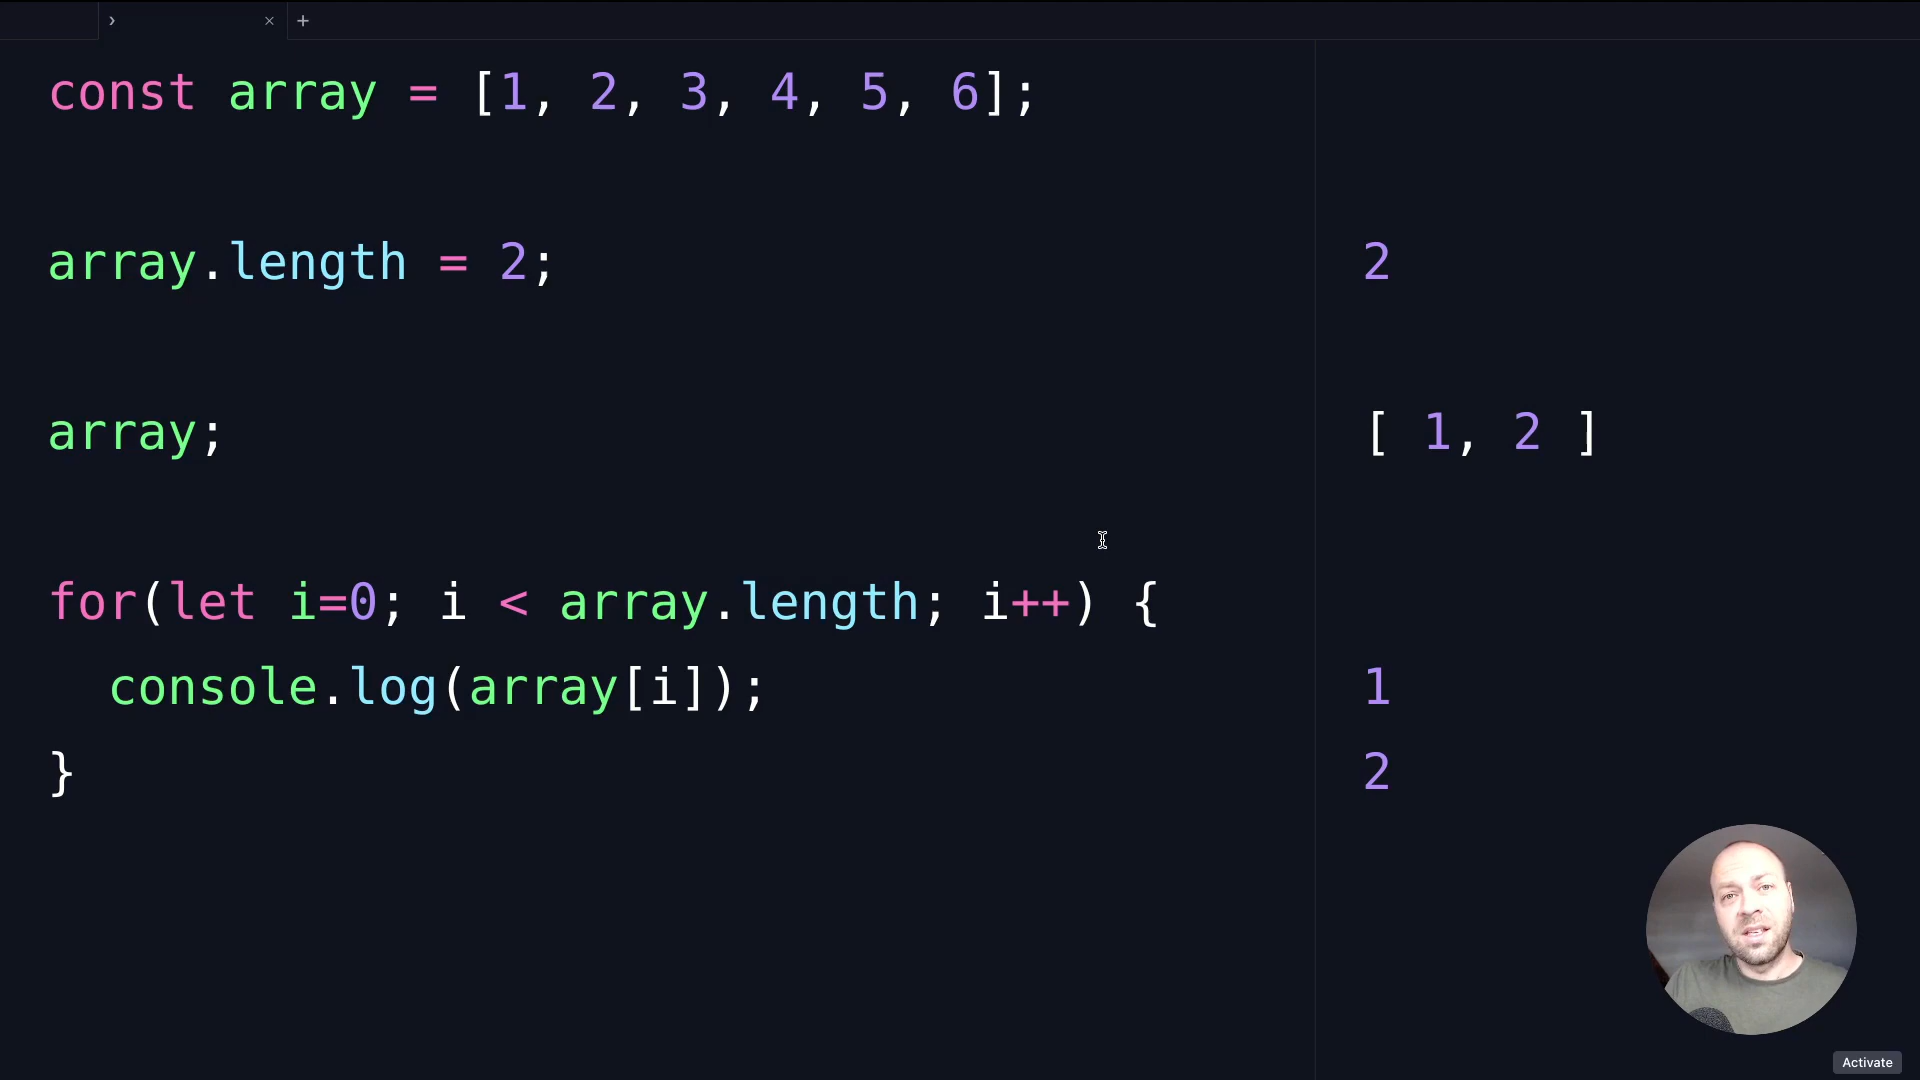 const array = [1, 2, 3, 4, 5, 6];
array.length = 2;
2
array;
[ 1, 2 ]
for(let i=0; i < array.length; i++) {
  console.log(array[i]);
1
}
2
Activate